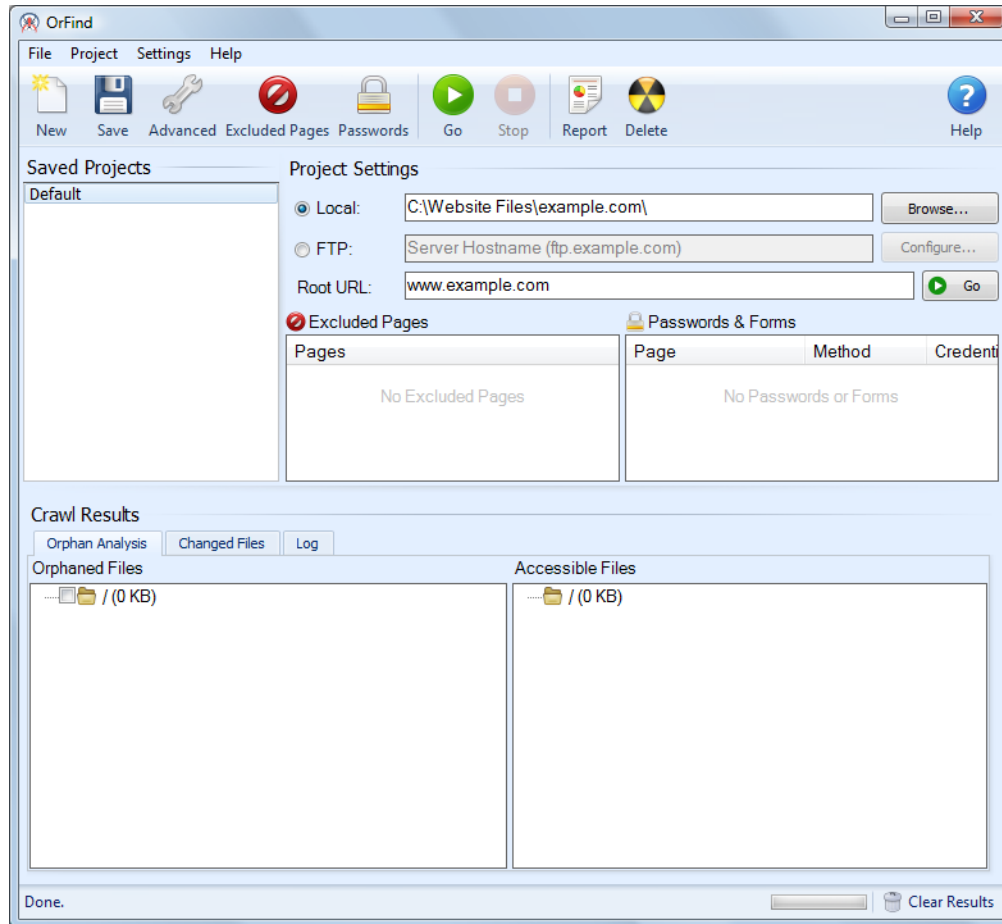 OrFind
File Project Settings Help
New Save Advanced Excluded Pages Passwords Go Stop Report Delete Help
Saved Projects
Default
Project Settings
Local: C:\Website Files\example.com\ Browse...
FTP: Server Hostname (ftp.example.com) Configure...
Root URL: www.example.com Go
Excluded Pages Passwords & Forms
Pages Page Method Credenti
No Excluded Pages No Passwords or Forms
Crawl Results
Orphan Analysis Changed Files Log
Orphaned Files Accessible Files
/ (0 KB) / (0 KB)
Done. Clear Results